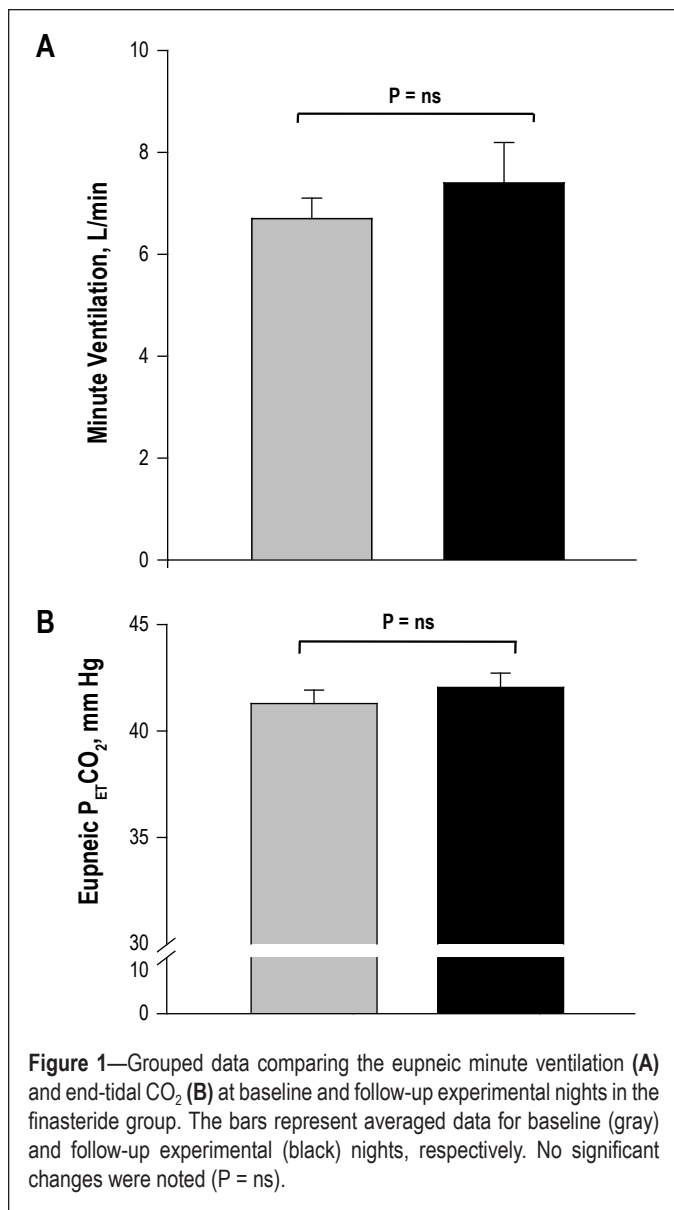 A
10
P = ns
8
6
4
2
0
Minute Ventilation, L/min
B
45
P = ns
40
35
30
10
0
Eupneic PETCO2, mm Hg
Figure 1—Grouped data comparing the eupneic minute ventilation (A)
and end-tidal CO2 (B) at baseline and follow-up experimental nights in the
finasteride group. The bars represent averaged data for baseline (gray)
and follow-up experimental (black) nights, respectively. No significant
changes were noted (P = ns).